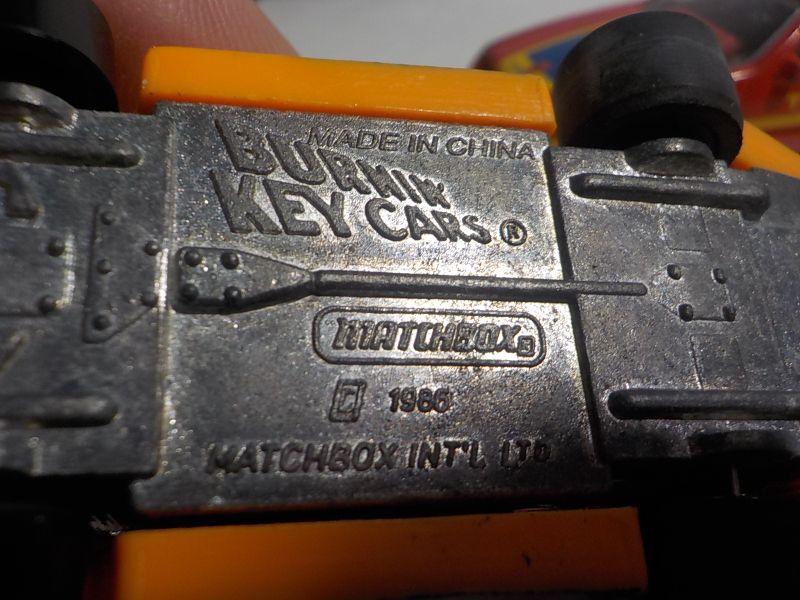 MADE IN CHINA
BURNIN
KEY CARS ®
MATCHBOX ®
© 1986
MATCHBOX INT'L LTD